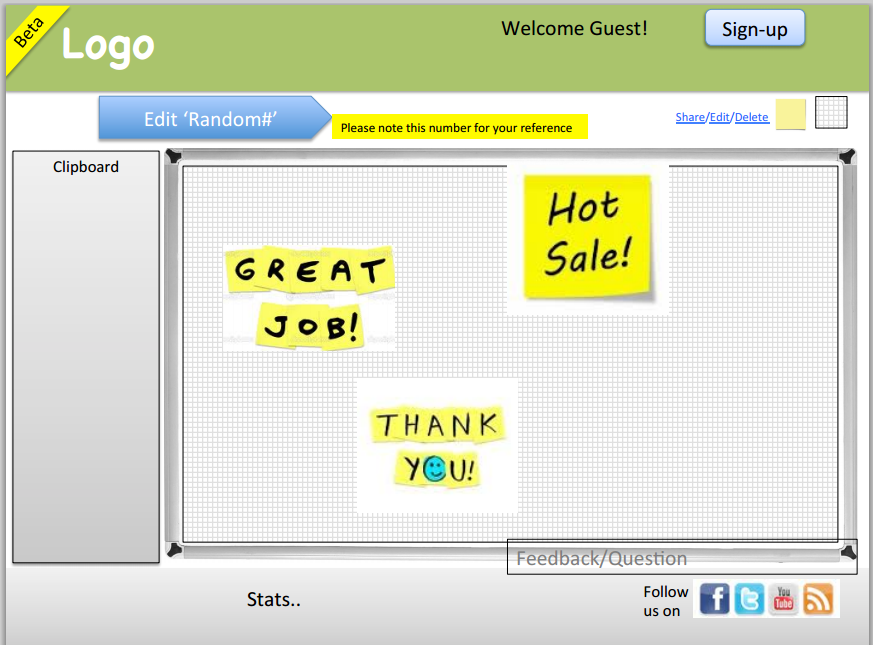 Beta
Logo
Welcome Guest!
Sign-up
Edit ‘Random#’
Please note this number for your reference
Share/Edit/Delete
Clipboard
Hot
Sale!
GREAT
JOB!
THANK
YOU!
Feedback/Question
Stats..
Follow
us on
f
t
You
Tube